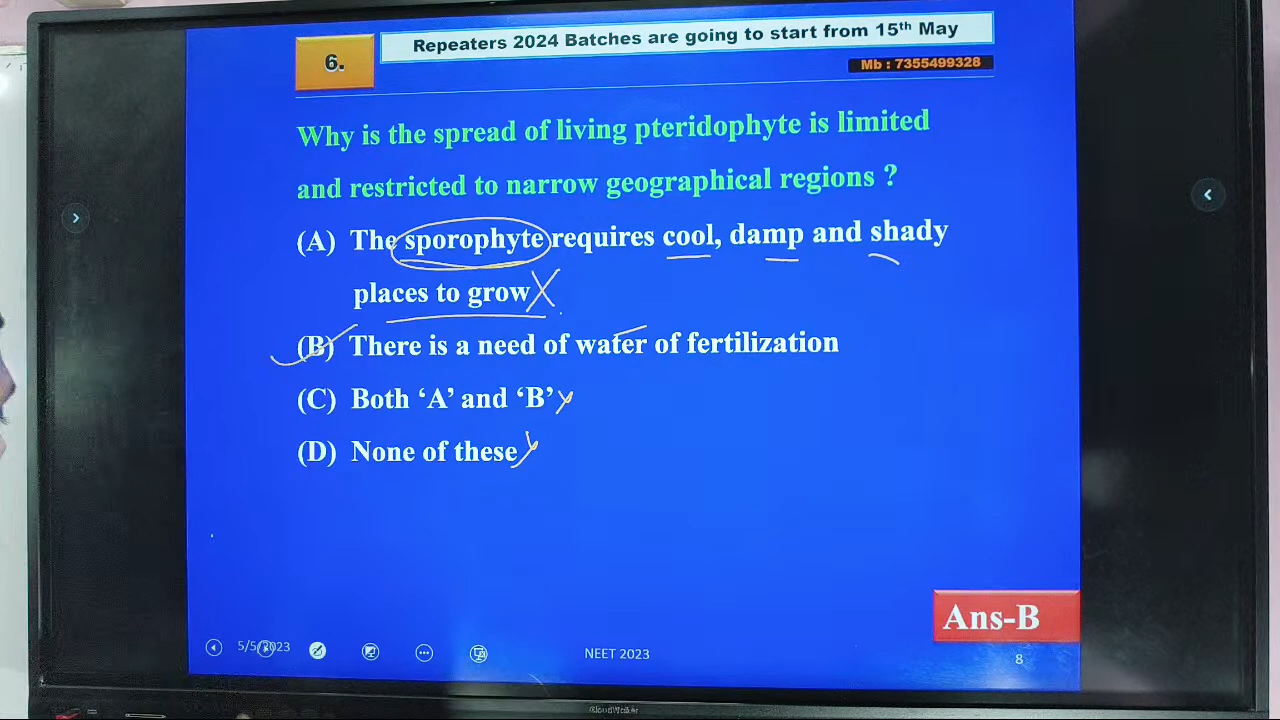 6.
Repeaters 2024 Batches are going to start from 15th May
Mb : 7355499328
Why is the spread of living pteridophyte is limited
and restricted to narrow geographical regions ?
(A) The sporophyte requires cool, damp and shady
places to grow
(B) There is a need of water of fertilization
(C) Both ‘A’ and ‘B’
(D) None of these
Ans-B
5/5/2023
NEET 2023
8
CloudWalker